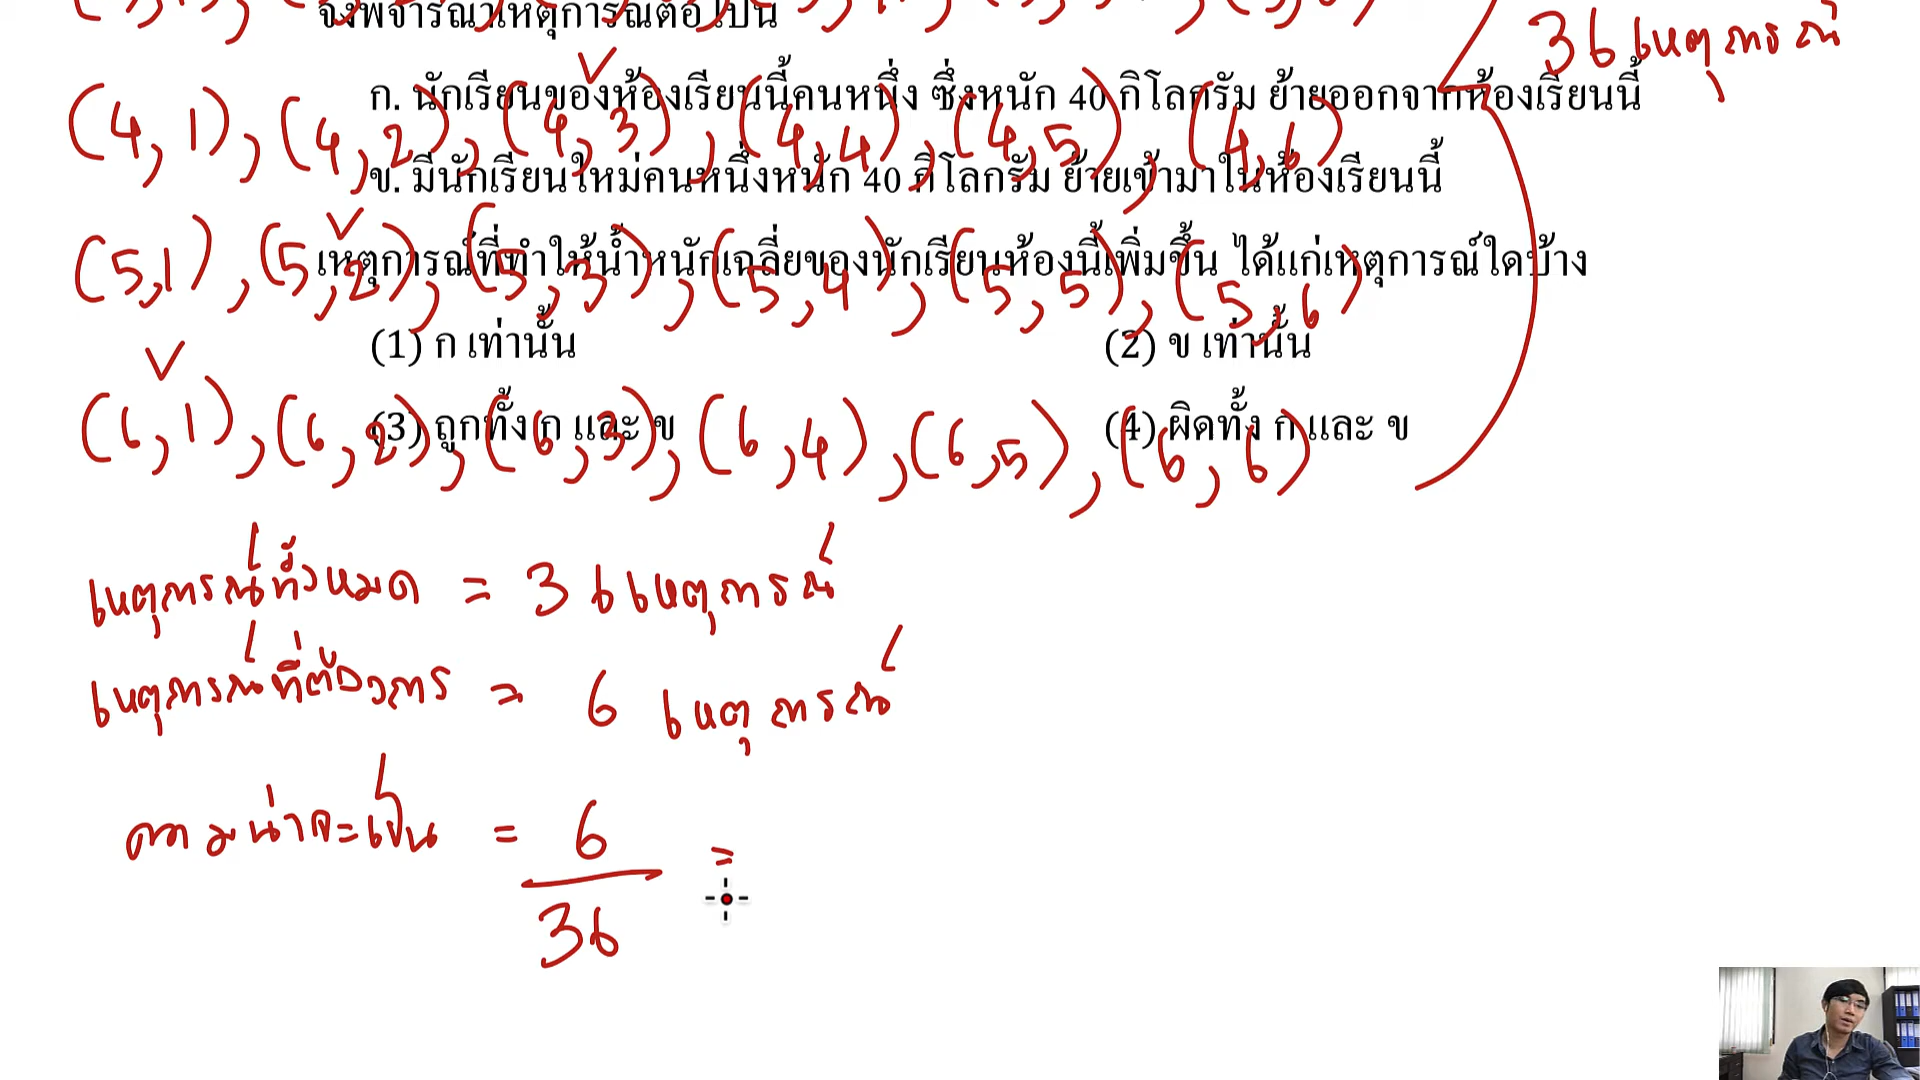 จงพิจารณาเหตุการณ์ต่อไปนี้
36 เหตุการณ์
ก. นักเรียนของห้องเรียนนี้คนหนึ่ง ซึ่งหนัก 40 กิโลกรัม ย้ายออกจากห้องเรียนนี้
(4,1), (4,2), (4,3), (4,4), (4,5), (4,6)
ข. มีนักเรียนใหม่คนหนึ่งหนัก 40 กิโลกรัม ย้ายเข้ามาในห้องเรียนนี้
เหตุการณ์ที่ทำให้น้ำหนักเฉลี่ยของนักเรียนห้องนี้เพิ่มขึ้น ได้แก่เหตุการณ์ใดบ้าง
(5,1), (5,2), (5,3), (5,4), (5,5), (5,6)
(1) ก เท่านั้น (2) ข เท่านั้น
(3) ถูกทั้ง ก และ ข (4) ผิดทั้ง ก และ ข
(6,1), (6,2), (6,3), (6,4), (6,5), (6,6)
เหตุการณ์ทั้งหมด = 36 เหตุการณ์
เหตุการณ์ที่ต้องการ = 6 เหตุการณ์
ความน่าจะเป็น = 6/36 =